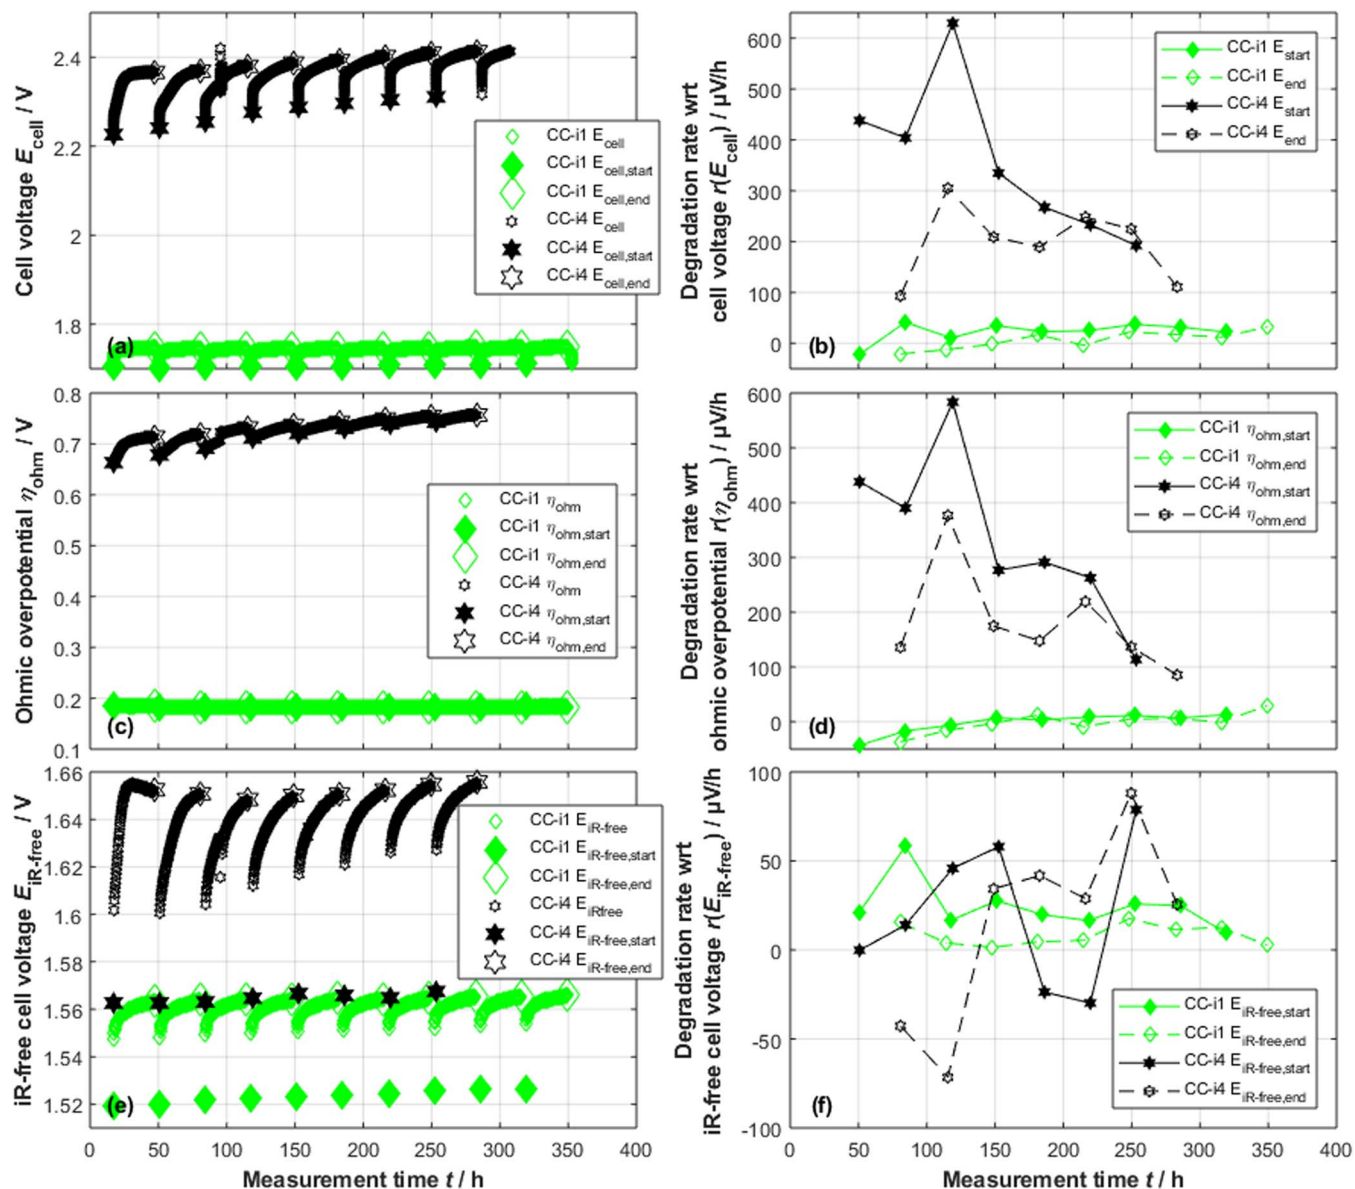 Cell voltage E_cell / V
2.4
2.2
2
1.8
(a)
CC-i1 E_cell
CC-i1 E_cell,start
CC-i1 E_cell,end
CC-i4 E_cell
CC-i4 E_cell,start
CC-i4 E_cell,end
Degradation rate wrt
cell voltage r(E_cell) / µV/h
600
500
400
300
200
100
0
(b)
CC-i1 E_start
CC-i1 E_end
CC-i4 E_start
CC-i4 E_end
Ohmic overpotential η_ohm / V
0.8
0.7
0.6
0.5
0.4
0.3
0.2
0.1
(c)
CC-i1 η_ohm
CC-i1 η_ohm,start
CC-i1 η_ohm,end
CC-i4 η_ohm
CC-i4 η_ohm,start
CC-i4 η_ohm,end
Degradation rate wrt
ohmic overpotential r(η_ohm) / µV/h
600
500
400
300
200
100
0
(d)
CC-i1 η_ohm,start
CC-i1 η_ohm,end
CC-i4 η_ohm,start
CC-i4 η_ohm,end
iR-free cell voltage E_iR-free / V
1.66
1.64
1.62
1.6
1.58
1.56
1.54
1.52
(e)
CC-i1 E_iR-free
CC-i1 E_iR-free,start
CC-i1 E_iR-free,end
CC-i4 E_iRfree
CC-i4 E_iR-free,start
CC-i4 E_iR-free,end
0 50 100 150 200 250 300 350 400
Measurement time t / h
Degradation rate wrt
iR-free cell voltage r(E_iR-free) / µV/h
100
50
0
-50
-100
(f)
CC-i1 E_iR-free,start
CC-i1 E_iR-free,end
CC-i4 E_iR-free,start
CC-i4 E_iR-free,end
0 50 100 150 200 250 300 350 400
Measurement time t / h